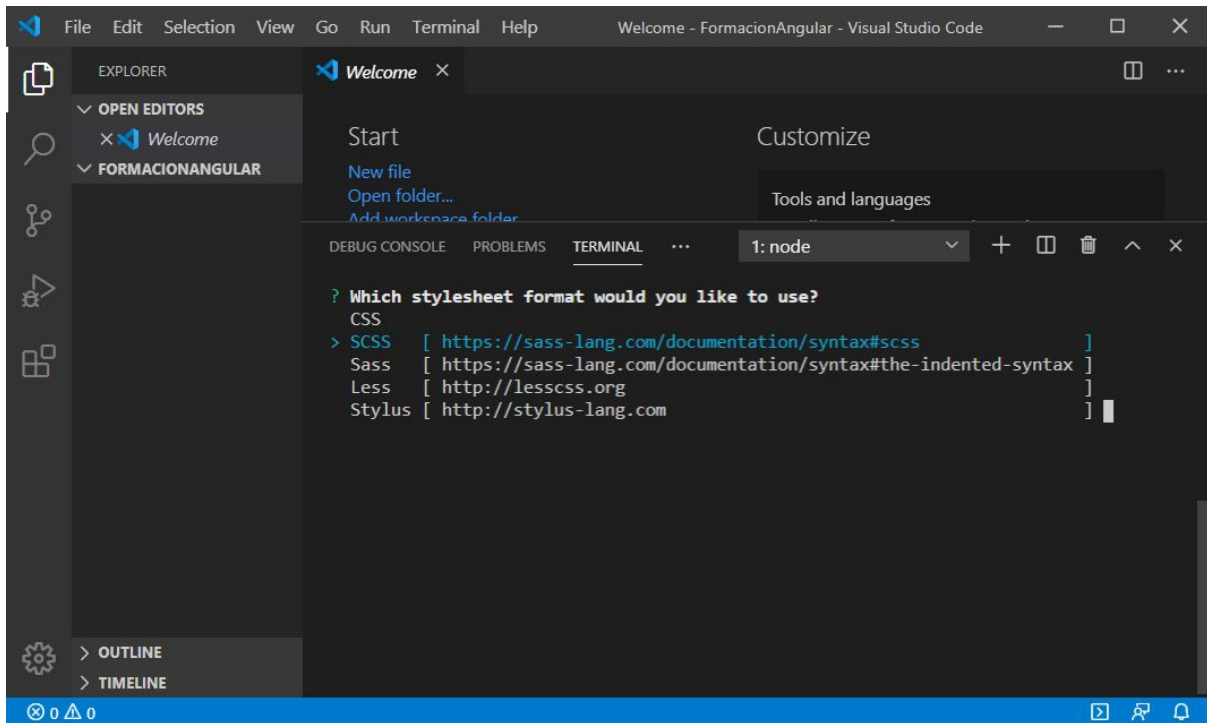 File Edit Selection View Go Run Terminal Help Welcome - FormacionAngular - Visual Studio Code
EXPLORER
OPEN EDITORS
Welcome
FORMACIONANGULAR
OUTLINE
TIMELINE
Welcome
Start
New file
Open folder...
Add workspace folder
Customize
Tools and languages
DEBUG CONSOLE PROBLEMS TERMINAL ... 1: node
? Which stylesheet format would you like to use?
CSS
> SCSS [ https://sass-lang.com/documentation/syntax#scss ]
Sass [ https://sass-lang.com/documentation/syntax#the-indented-syntax ]
Less [ http://lesscss.org ]
Stylus [ http://stylus-lang.com ]
0 0